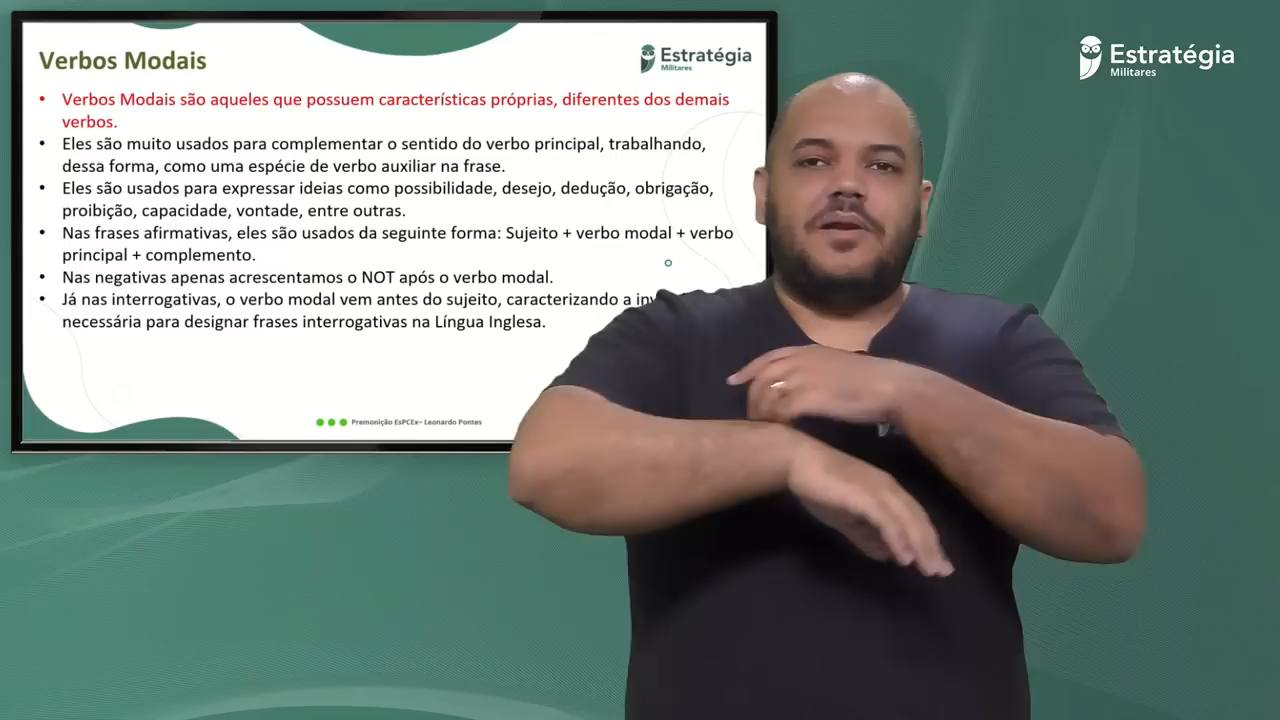 Verbos Modais
Estratégia
Militares
• Verbos Modais são aqueles que possuem características próprias, diferentes dos demais
verbos.
• Eles são muito usados para complementar o sentido do verbo principal, trabalhando,
dessa forma, como uma espécie de verbo auxiliar na frase.
• Eles são usados para expressar ideias como possibilidade, desejo, dedução, obrigação,
proibição, capacidade, vontade, entre outras.
• Nas frases afirmativas, eles são usados da seguinte forma: Sujeito + verbo modal + verbo
principal + complemento.
• Nas negativas apenas acrescentamos o NOT após o verbo modal.
• Já nas interrogativas, o verbo modal vem antes do sujeito, caracterizando a
necessária para designar frases interrogativas na Língua Inglesa.
Premonição EsPCEx– Leonardo Pontes
Estratégia
Militares